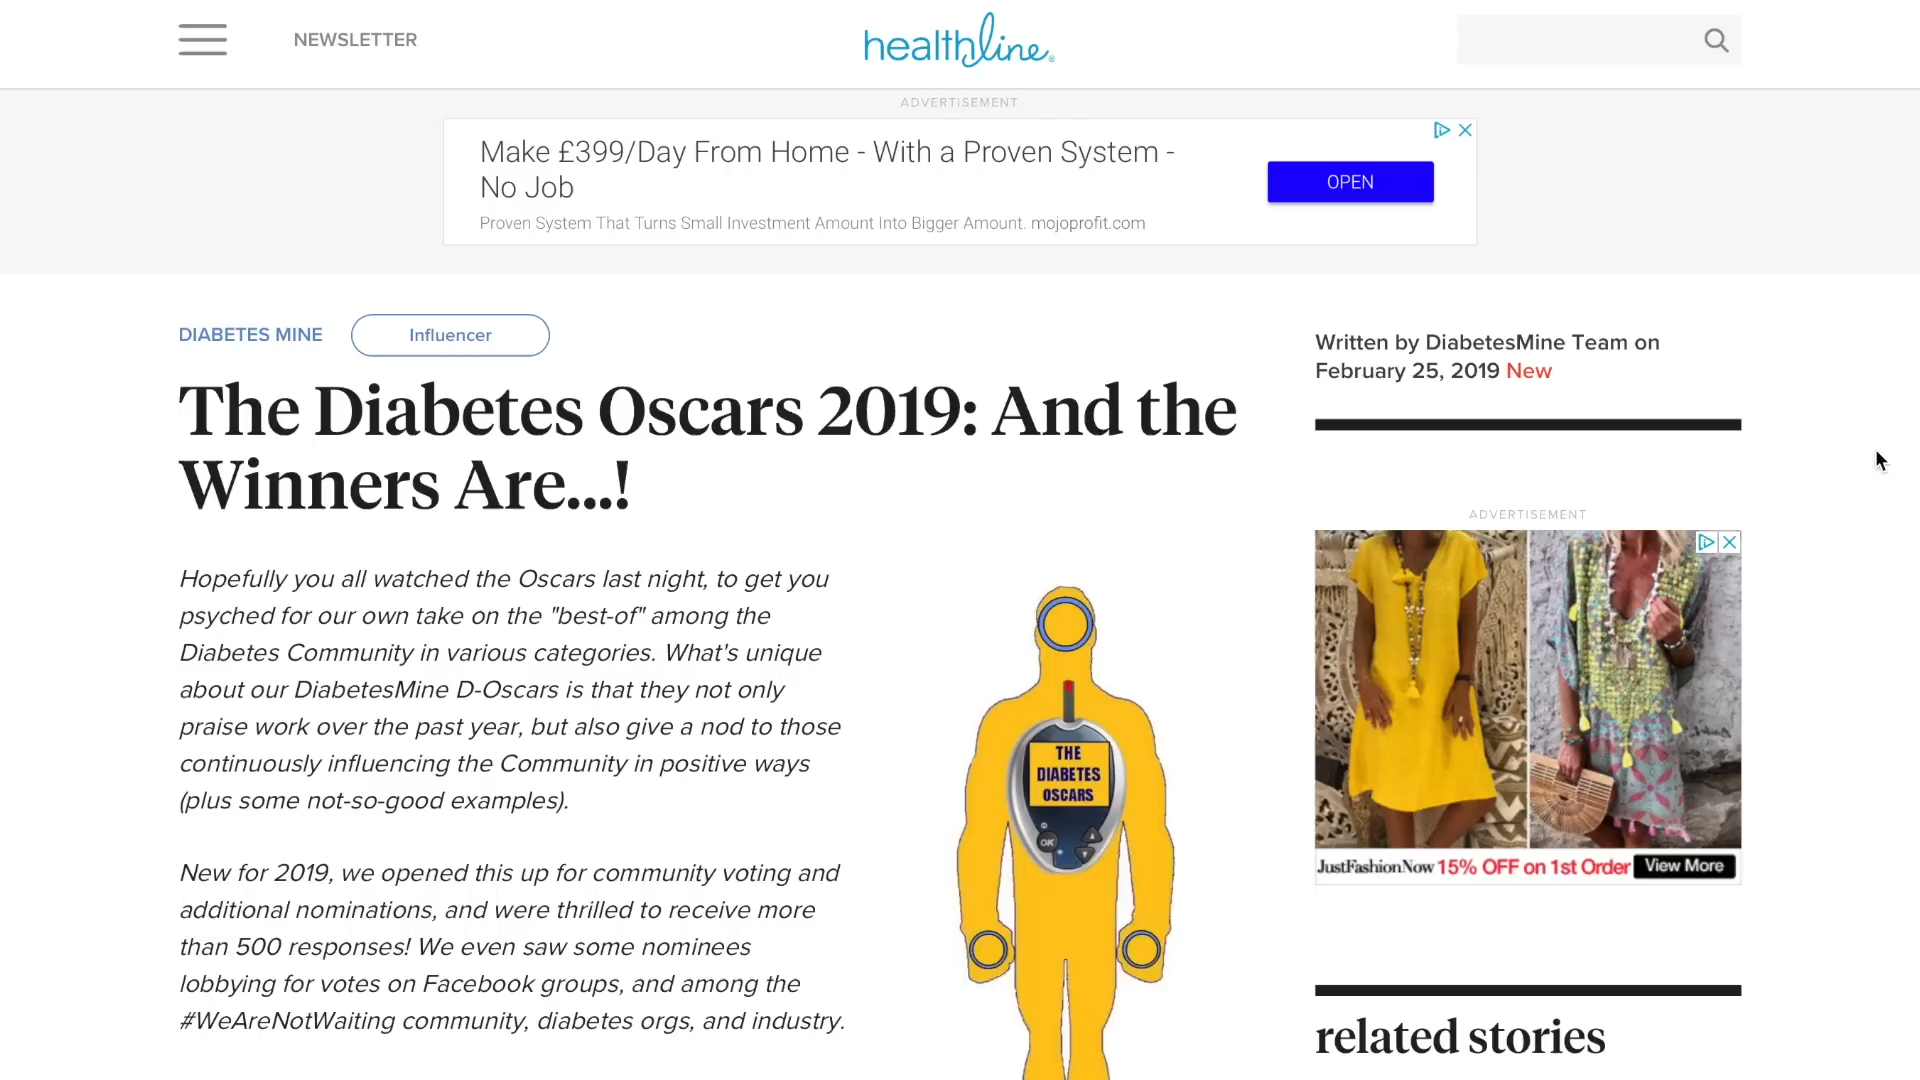 NEWSLETTER
healthline
ADVERTISEMENT
Make £399/Day From Home - With a Proven System -
No Job
OPEN
Proven System That Turns Small Investment Amount Into Bigger Amount. mojoprofit.com
DIABETES MINE
Influencer
The Diabetes Oscars 2019: And the
Winners Are...!
Written by DiabetesMine Team on
February 25, 2019 New
Hopefully you all watched the Oscars last night, to get you
psyched for our own take on the "best-of" among the
Diabetes Community in various categories. What's unique
about our DiabetesMine D-Oscars is that they not only
praise work over the past year, but also give a nod to those
continuously influencing the Community in positive ways
(plus some not-so-good examples).
New for 2019, we opened this up for community voting and
additional nominations, and were thrilled to receive more
than 500 responses! We even saw some nominees
lobbying for votes on Facebook groups, and among the
#WeAreNotWaiting community, diabetes orgs, and industry.
THE
DIABETES
OSCARS
OK
ADVERTISEMENT
JustFashionNow 15% OFF on 1st Order View More
related stories